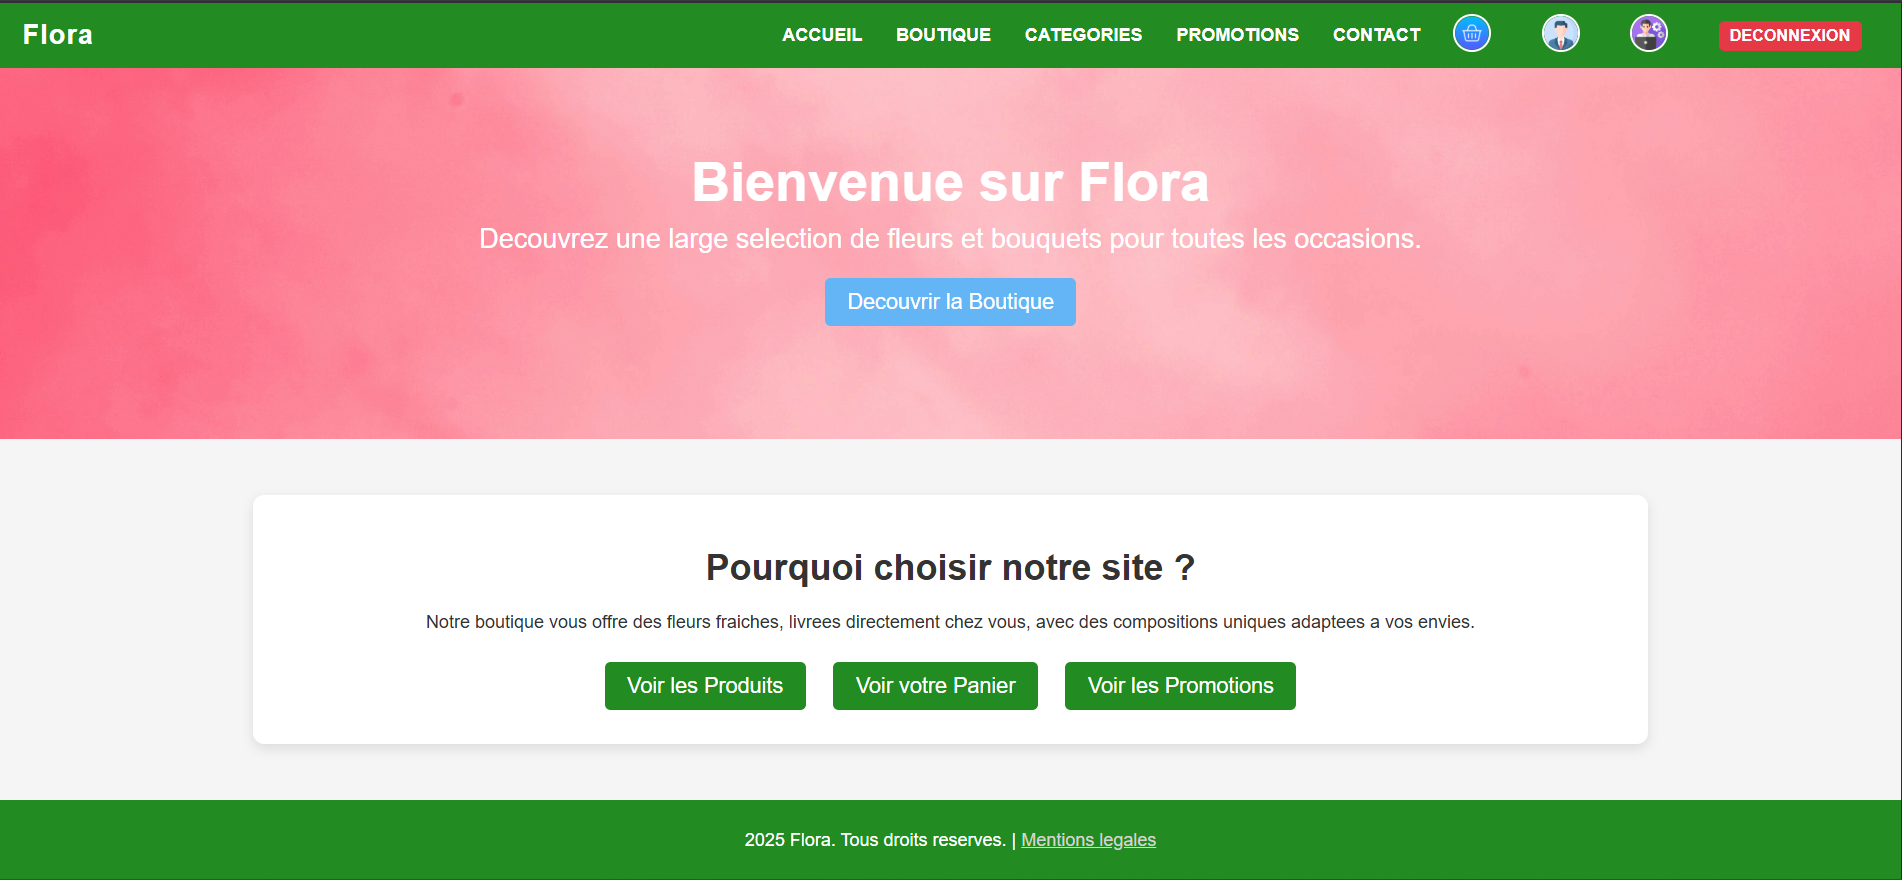 Flora
ACCUEIL
BOUTIQUE
CATEGORIES
PROMOTIONS
CONTACT
DECONNEXION
Bienvenue sur Flora
Decouvrez une large selection de fleurs et bouquets pour toutes les occasions.
Decouvrir la Boutique
Pourquoi choisir notre site ?
Notre boutique vous offre des fleurs fraiches, livrees directement chez vous, avec des compositions uniques adaptees a vos envies.
Voir les Produits
Voir votre Panier
Voir les Promotions
2025 Flora. Tous droits reserves. | Mentions legales